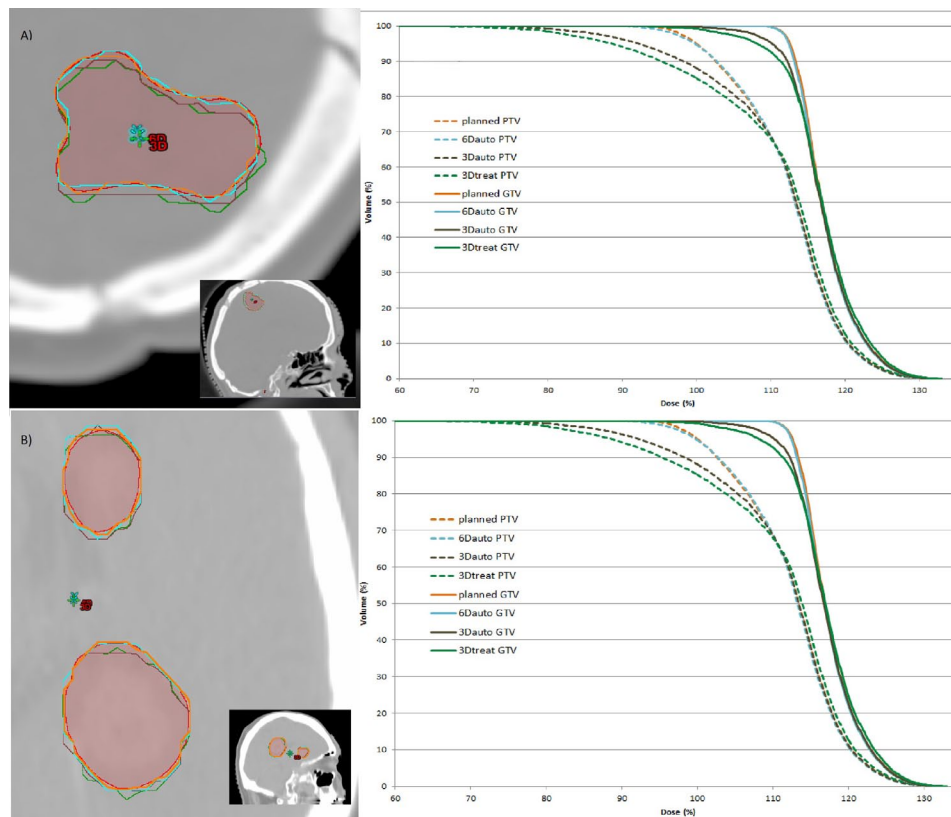 A)
6D
3D
Volume (%)
100
90
80
70
60
50
40
30
20
10
0
planned PTV
6Dauto PTV
3Dauto PTV
3Dtreat PTV
planned GTV
6Dauto GTV
3Dauto GTV
3Dtreat GTV
60 70 80 90 100 110 120 130
Dose (%)
B)
Volume (%)
100
90
80
70
60
50
40
30
20
10
0
planned PTV
6Dauto PTV
3Dauto PTV
3Dtreat PTV
planned GTV
6Dauto GTV
3Dauto GTV
3Dtreat GTV
60 70 80 90 100 110 120 130
Dose (%)